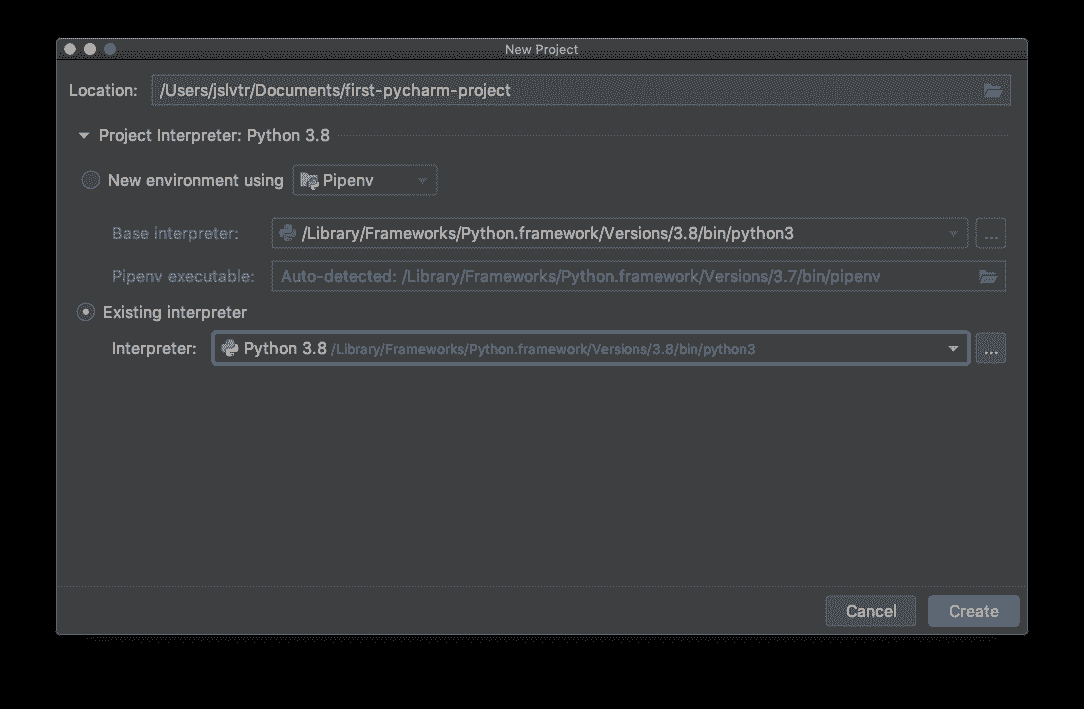 New Project
Location: /Users/jslvtr/Documents/first-pycharm-project
Project Interpreter: Python 3.8
New environment using Pipenv
Base interpreter: /Library/Frameworks/Python.framework/Versions/3.8/bin/python3 ...
Pipenv executable: Auto-detected: /Library/Frameworks/Python.framework/Versions/3.7/bin/pipenv
Existing interpreter
Interpreter: Python 3.8 /Library/Frameworks/Python.framework/Versions/3.8/bin/python3 ...
Cancel Create